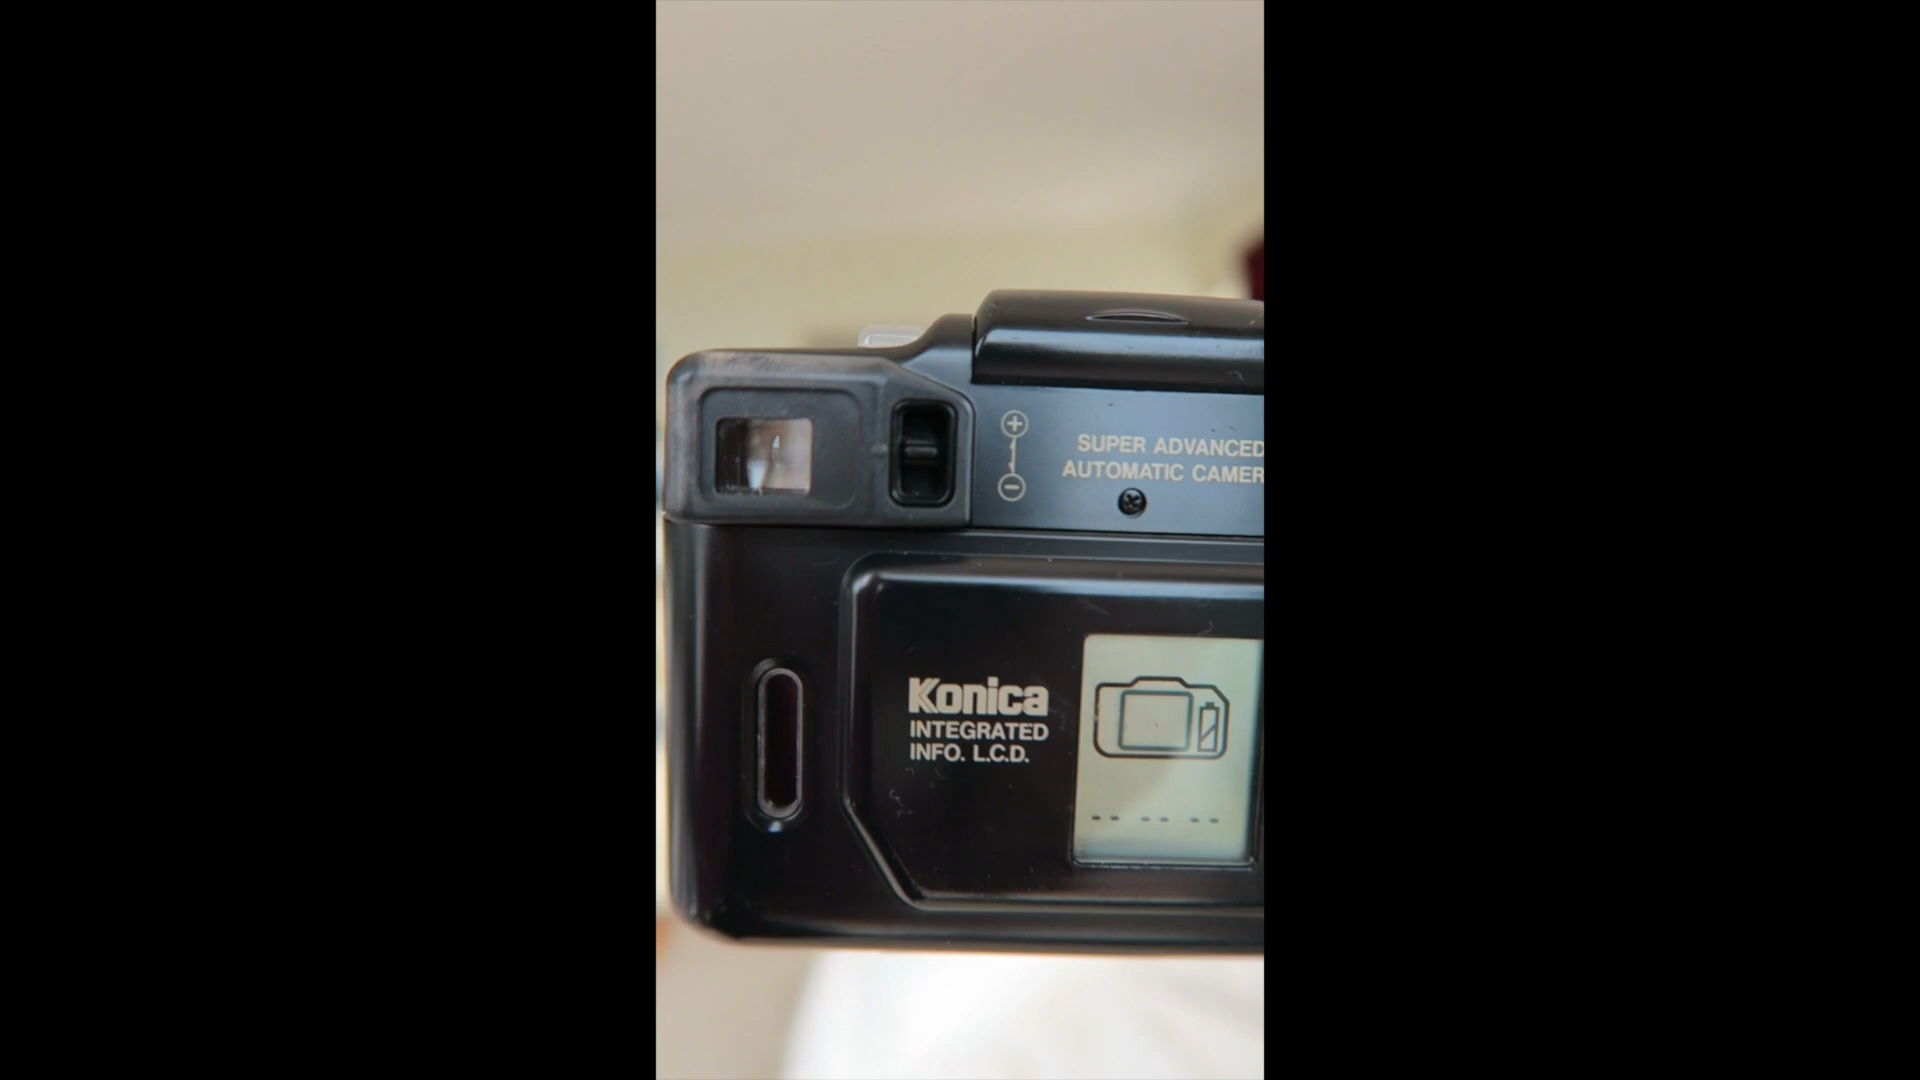 SUPER ADVANCED
AUTOMATIC CAMER
Konica
INTEGRATED
INFO. L.C.D.